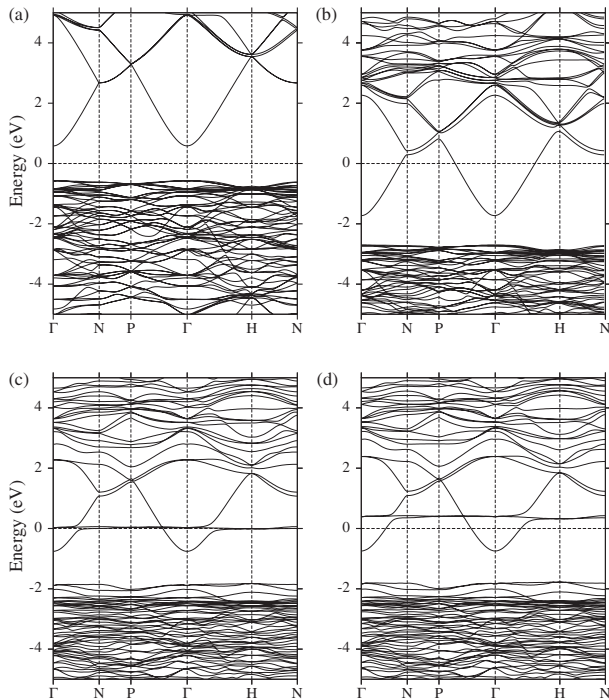 (a)
(b)
Energy (eV)
4
2
0
-2
-4
Γ N P Γ H N
4
2
0
-2
-4
Γ N P Γ H N
(c)
(d)
Energy (eV)
4
2
0
-2
-4
Γ N P Γ H N
4
2
0
-2
-4
Γ N P Γ H N